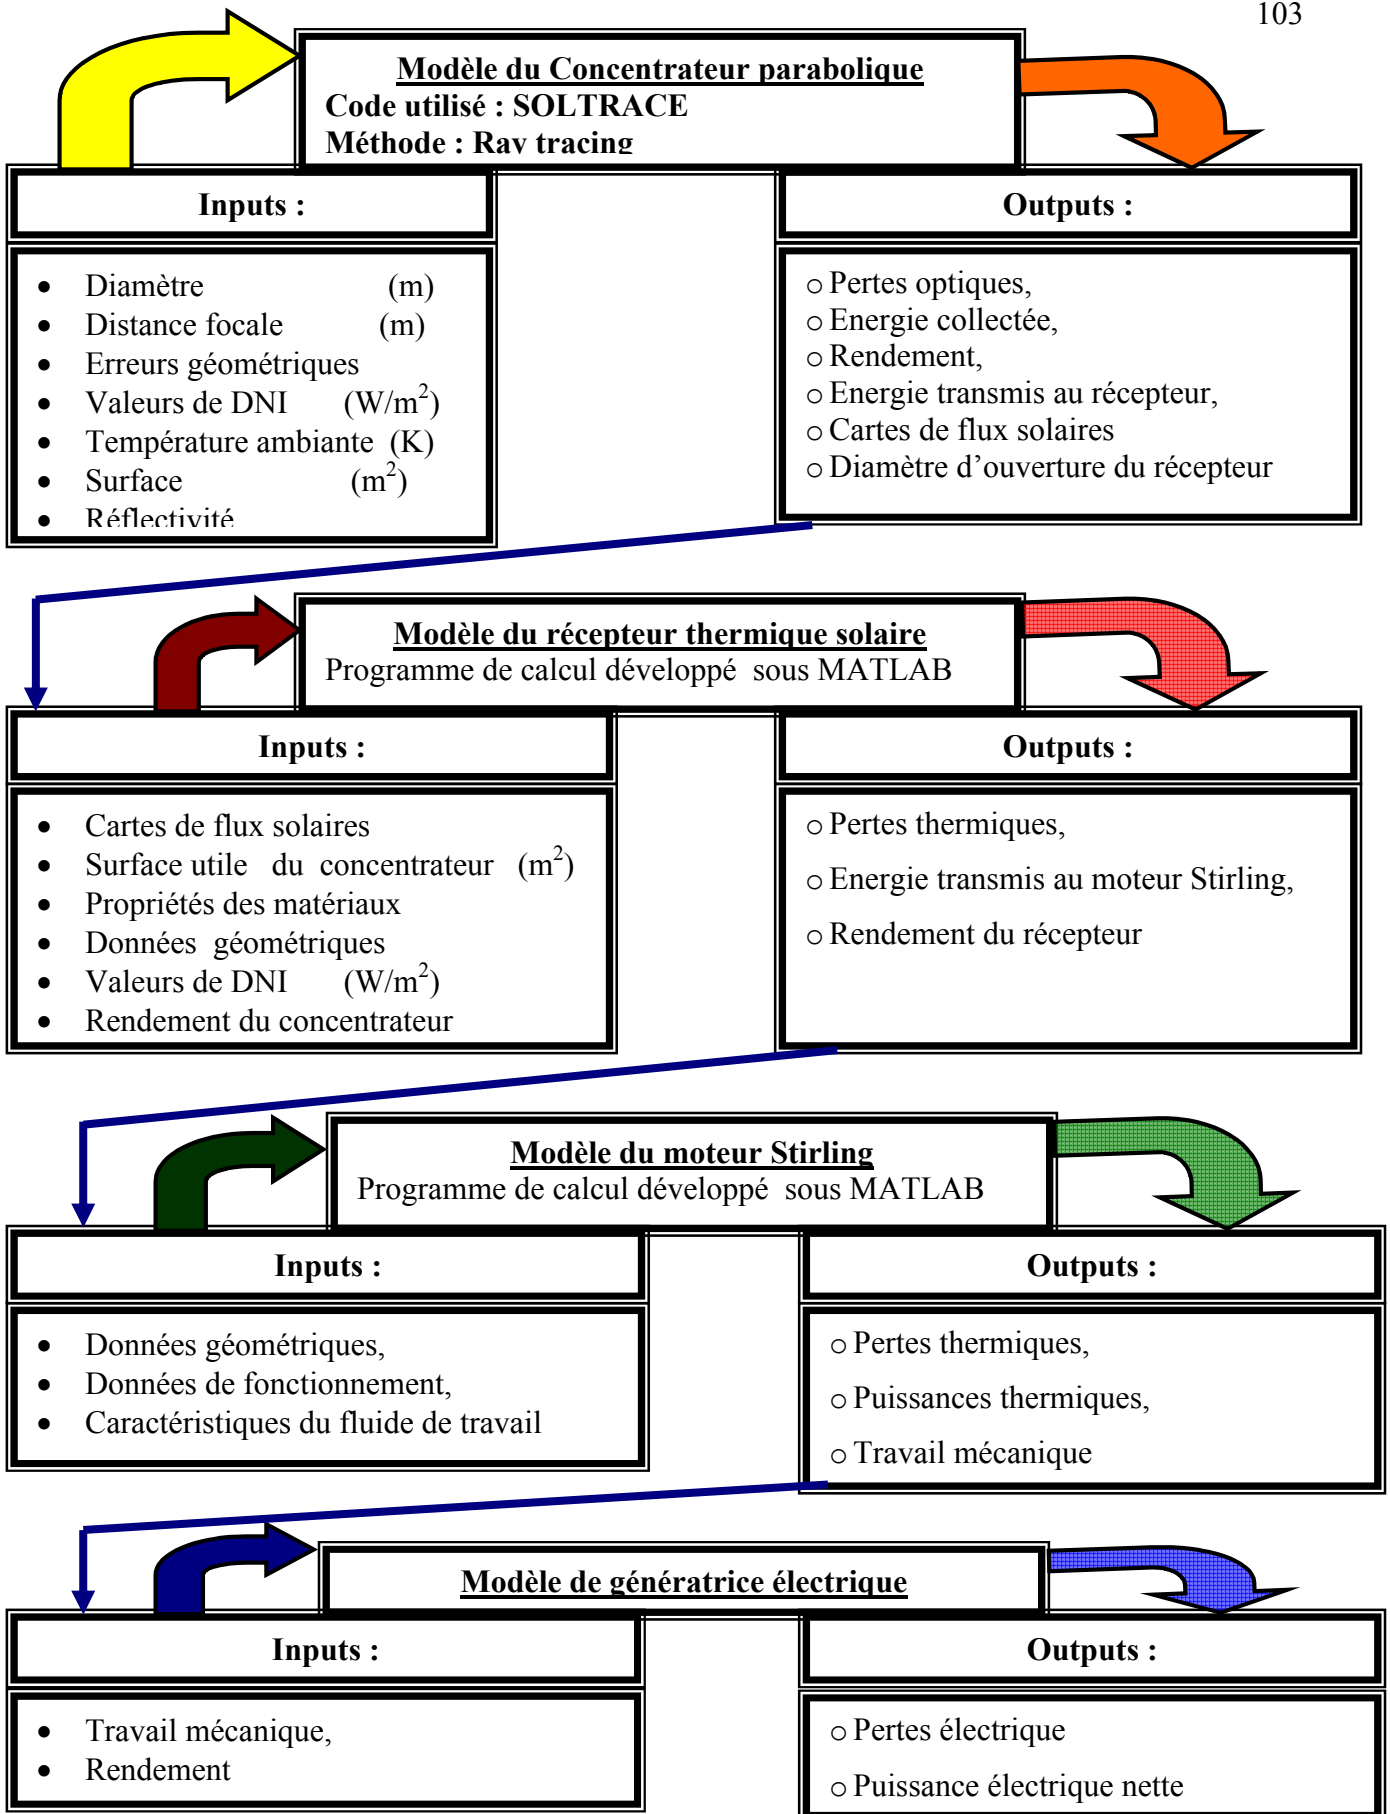 103
Modèle du Concentrateur parabolique
Code utilisé : SOLTRACE
Méthode : Ray tracing
Inputs :
• Diamètre (m)
• Distance focale (m)
• Erreurs géométriques
• Valeurs de DNI (W/m²)
• Température ambiante (K)
• Surface (m²)
• Réflectivité
Outputs :
o Pertes optiques,
o Energie collectée,
o Rendement,
o Energie transmis au récepteur,
o Cartes de flux solaires
o Diamètre d’ouverture du récepteur
Modèle du récepteur thermique solaire
Programme de calcul développé sous MATLAB
Inputs :
• Cartes de flux solaires
• Surface utile du concentrateur (m²)
• Propriétés des matériaux
• Données géométriques
• Valeurs de DNI (W/m²)
• Rendement du concentrateur
Outputs :
o Pertes thermiques,
o Energie transmis au moteur Stirling,
o Rendement du récepteur
Modèle du moteur Stirling
Programme de calcul développé sous MATLAB
Inputs :
• Données géométriques,
• Données de fonctionnement,
• Caractéristiques du fluide de travail
Outputs :
o Pertes thermiques,
o Puissances thermiques,
o Travail mécanique
Modèle de génératrice électrique
Inputs :
• Travail mécanique,
• Rendement
Outputs :
o Pertes électrique
o Puissance électrique nette